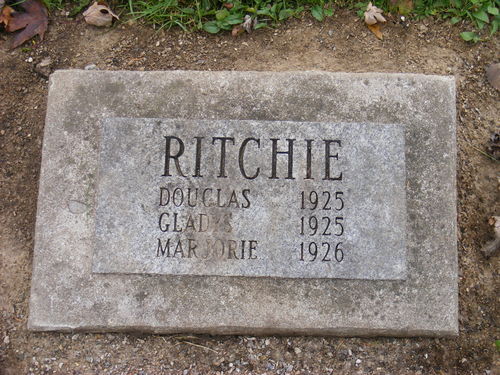 RITCHIE
DOUGLAS 1925
GLADYS 1925
MARJORIE 1926